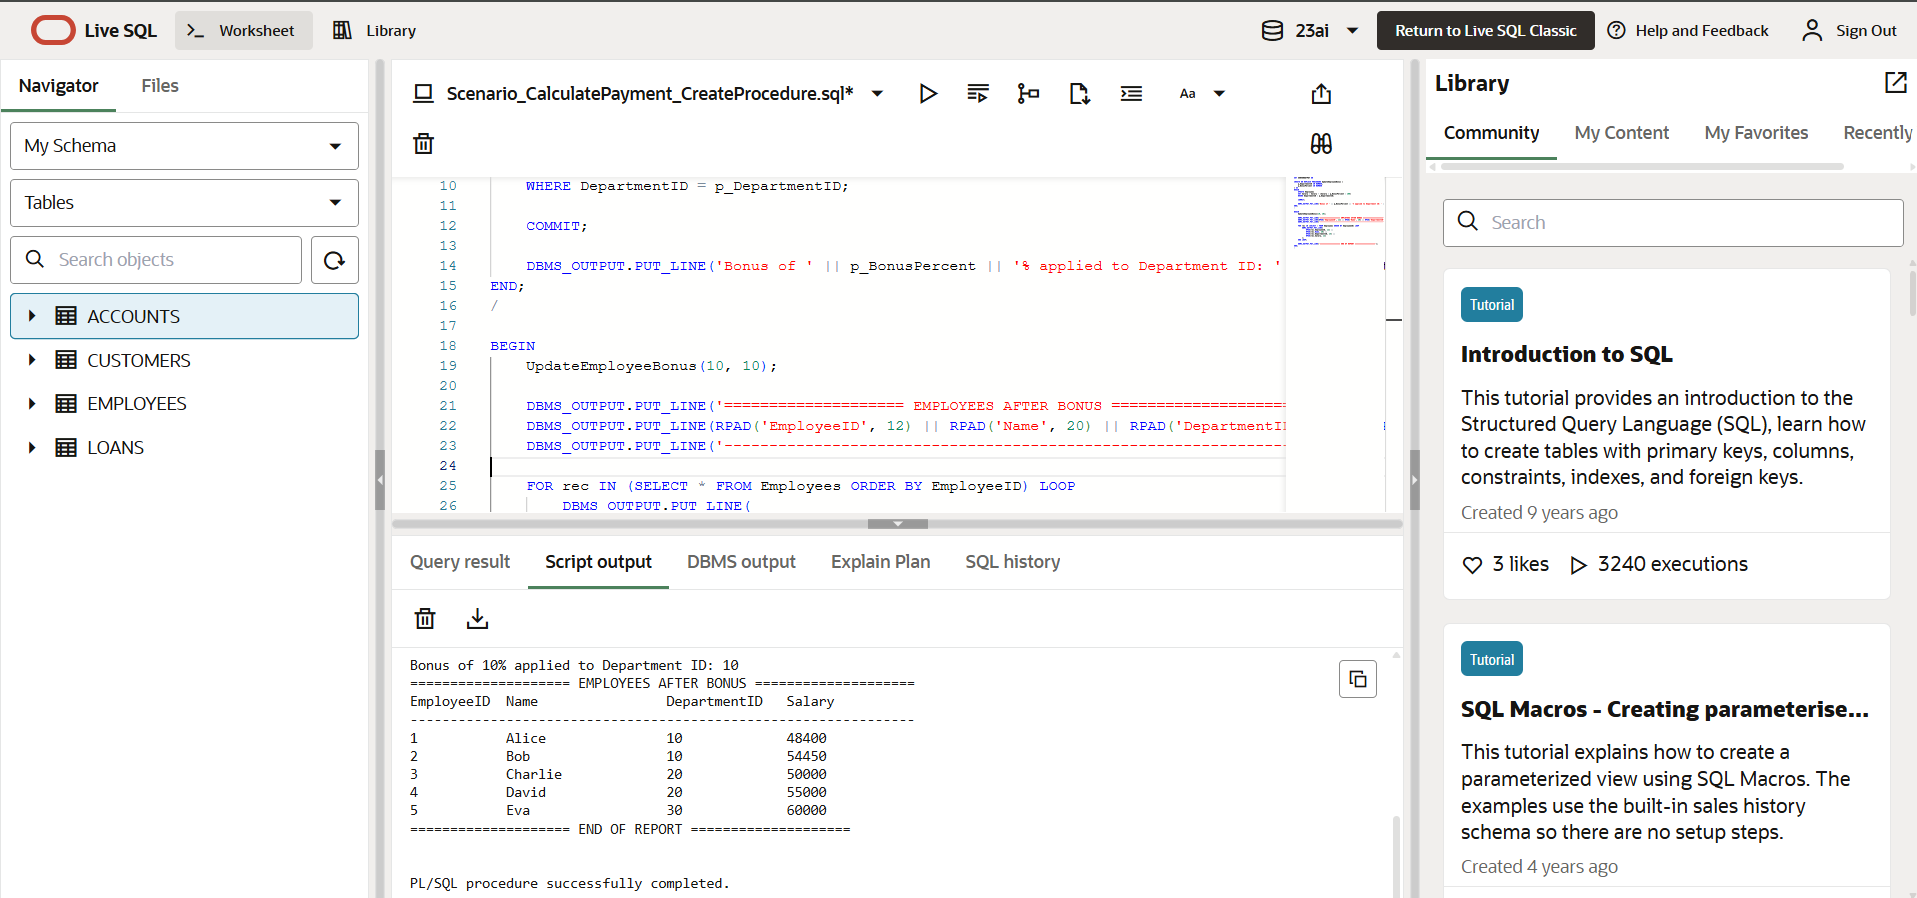 Live SQL
Worksheet
Library
23ai
Return to Live SQL Classic
Help and Feedback
Sign Out
Navigator
Files
My Schema
Tables
Search objects
ACCOUNTS
CUSTOMERS
EMPLOYEES
LOANS
Scenario_CalculatePayment_CreateProcedure.sql*
Aa
10 WHERE DepartmentID = p_DepartmentID;
11
12 COMMIT;
13
14 DBMS_OUTPUT.PUT_LINE('Bonus of ' || p_BonusPercent || '% applied to Department ID: '
15 END;
16 /
17
18 BEGIN
19 UpdateEmployeeBonus(10, 10);
20
21 DBMS_OUTPUT.PUT_LINE('==================== EMPLOYEES AFTER BONUS ====================
22 DBMS_OUTPUT.PUT_LINE(RPAD('EmployeeID', 12) || RPAD('Name', 20) || RPAD('DepartmentI
23 DBMS_OUTPUT.PUT_LINE('---------------------------------------------------------------
24
25 FOR rec IN (SELECT * FROM Employees ORDER BY EmployeeID) LOOP
26 DBMS_OUTPUT.PUT_LINE(
Query result
Script output
DBMS output
Explain Plan
SQL history
Bonus of 10% applied to Department ID: 10
==================== EMPLOYEES AFTER BONUS ====================
EmployeeID Name DepartmentID Salary
---------------------------------------------------------------
1 Alice 10 48400
2 Bob 10 54450
3 Charlie 20 50000
4 David 20 55000
5 Eva 30 60000
==================== END OF REPORT ====================
PL/SQL procedure successfully completed.
Library
Community
My Content
My Favorites
Recently
Search
Tutorial
Introduction to SQL
This tutorial provides an introduction to the
Structured Query Language (SQL), learn how
to create tables with primary keys, columns,
constraints, indexes, and foreign keys.
Created 9 years ago
3 likes
3240 executions
Tutorial
SQL Macros - Creating parameterise...
This tutorial explains how to create a
parameterized view using SQL Macros. The
examples use the built-in sales history
schema so there are no setup steps.
Created 4 years ago